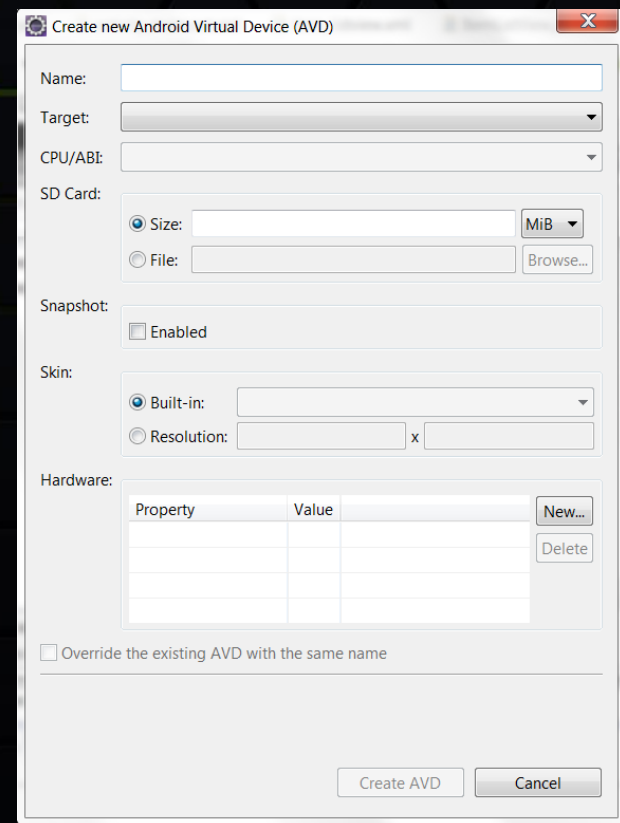 Create new Android Virtual Device (AVD)
Name:
Target:
CPU/ABI:
SD Card:
Size: MiB
File: Browse...
Snapshot:
Enabled
Skin:
Built-in:
Resolution: x
Hardware:
Property Value New...
Delete
Override the existing AVD with the same name
Create AVD Cancel